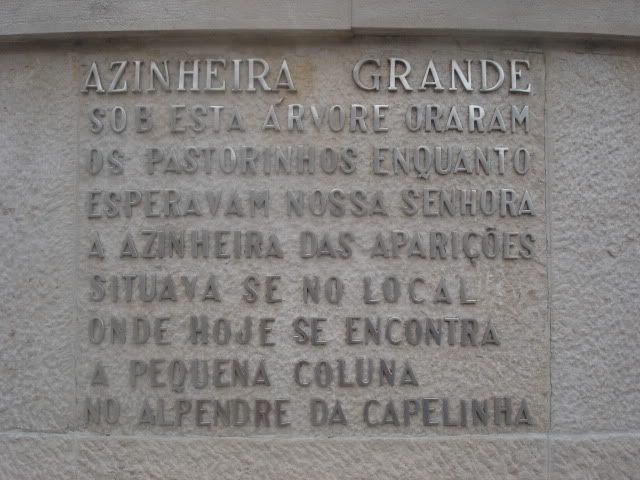 AZINHEIRA GRANDE
SOB ESTA ÁRVORE ORARAM
OS PASTORINHOS ENQUANTO
ESPERAVAM NOSSA SENHORA
A AZINHEIRA DAS APARIÇÕES
SITUAVA SE NO LOCAL
ONDE HOJE SE ENCONTRA
A PEQUENA COLUNA
NO ALPENDRE DA CAPELINHA